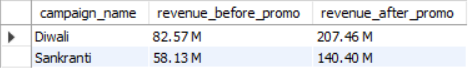 campaign_name revenue_before_promo revenue_after_promo
Diwali 82.57 M 207.46 M
Sankranti 58.13 M 140.40 M